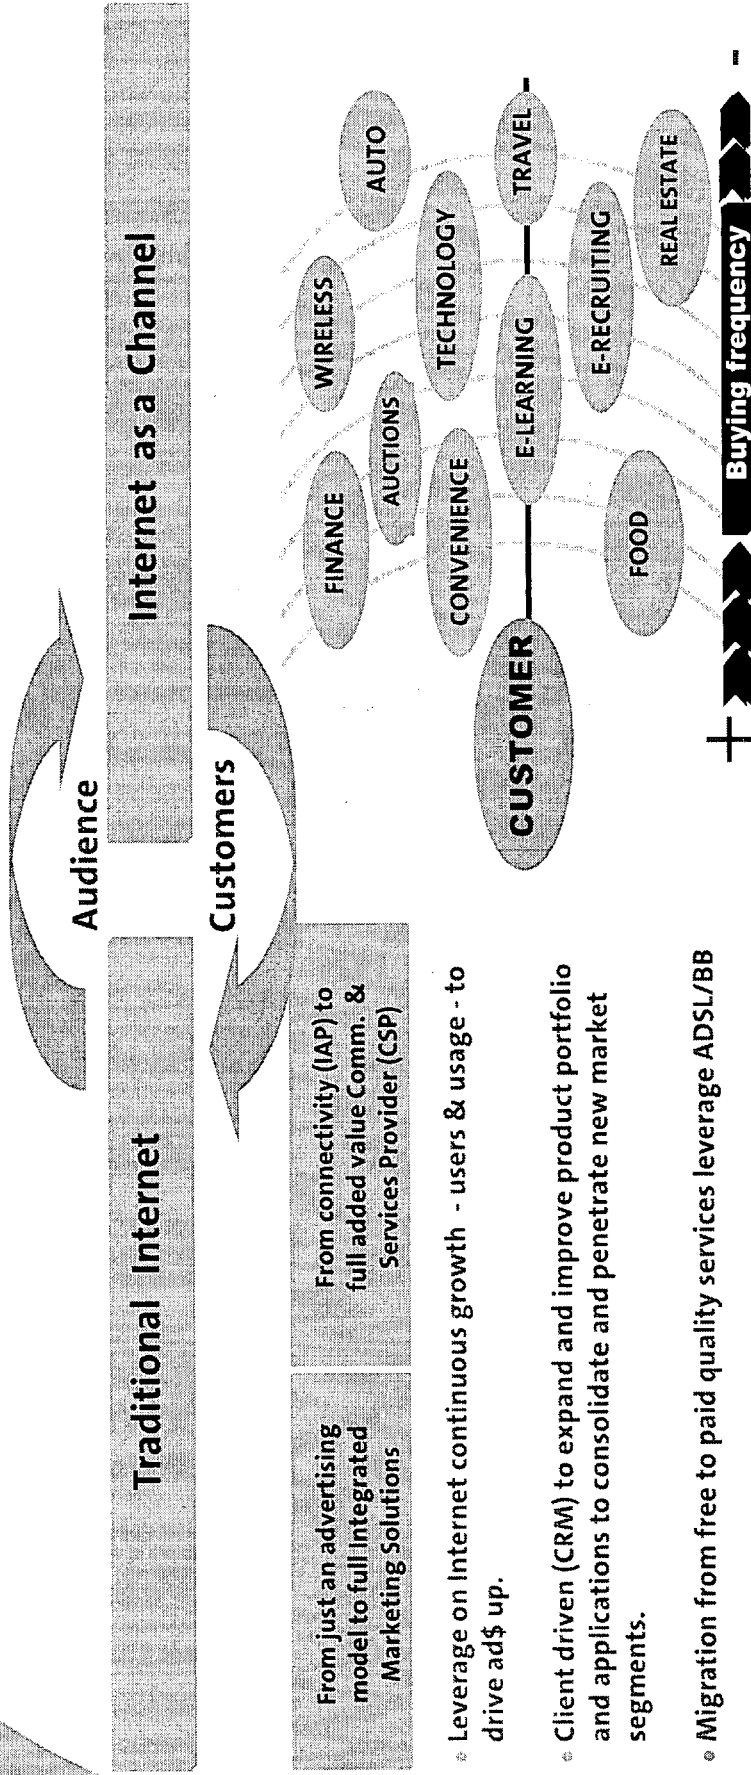 Traditional Internet
Audience
Customers
Internet as a Channel
From just an advertising
model to full Integrated
Marketing Solutions
From connectivity (IAP) to
full added value Comm. &
Services Provider (CSP)
• Leverage on Internet continuous growth - users & usage - to
drive ad$ up.
• Client driven (CRM) to expand and improve product portfolio
and applications to consolidate and penetrate new market
segments.
• Migration from free to paid quality services leverage ADSL/BB
CUSTOMER
FINANCE
WIRELESS
AUTO
AUCTIONS
TECHNOLOGY
CONVENIENCE
E-LEARNING
TRAVEL
E-RECRUITING
FOOD
REAL ESTATE
+ Buying frequency -